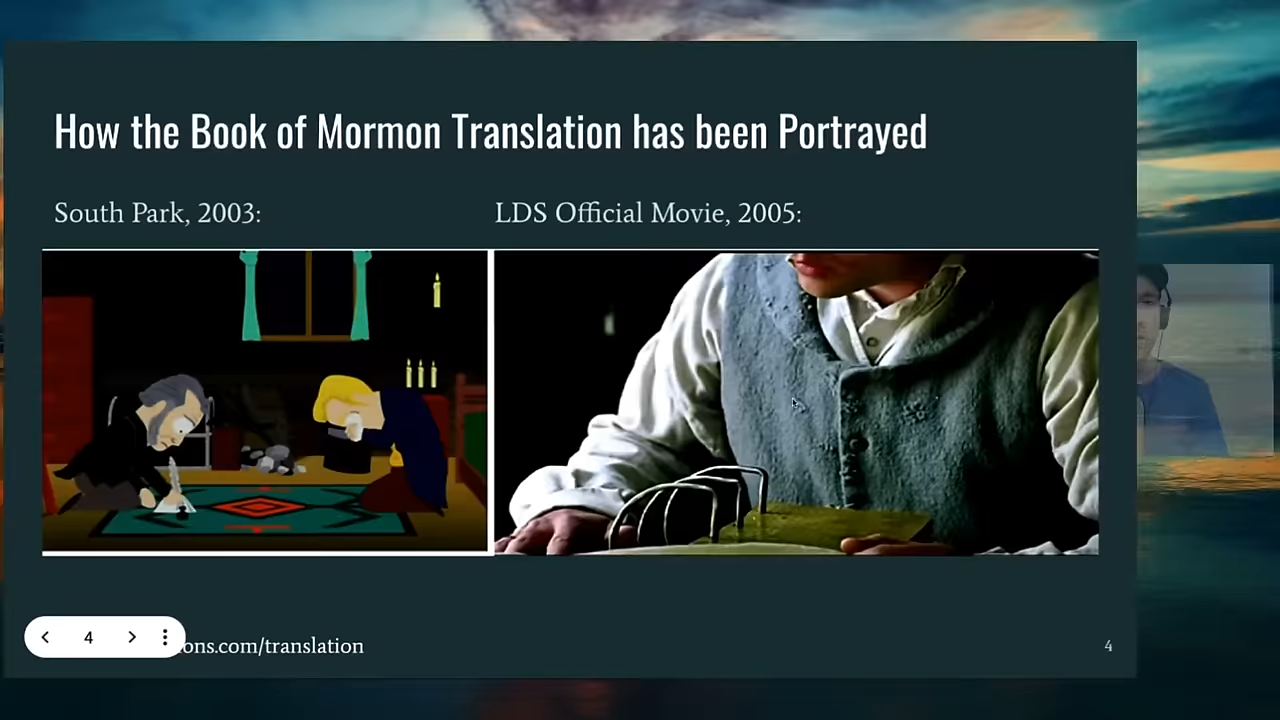 How the Book of Mormon Translation has been Portrayed
South Park, 2003:
LDS Official Movie, 2005:
4
ons.com/translation
4